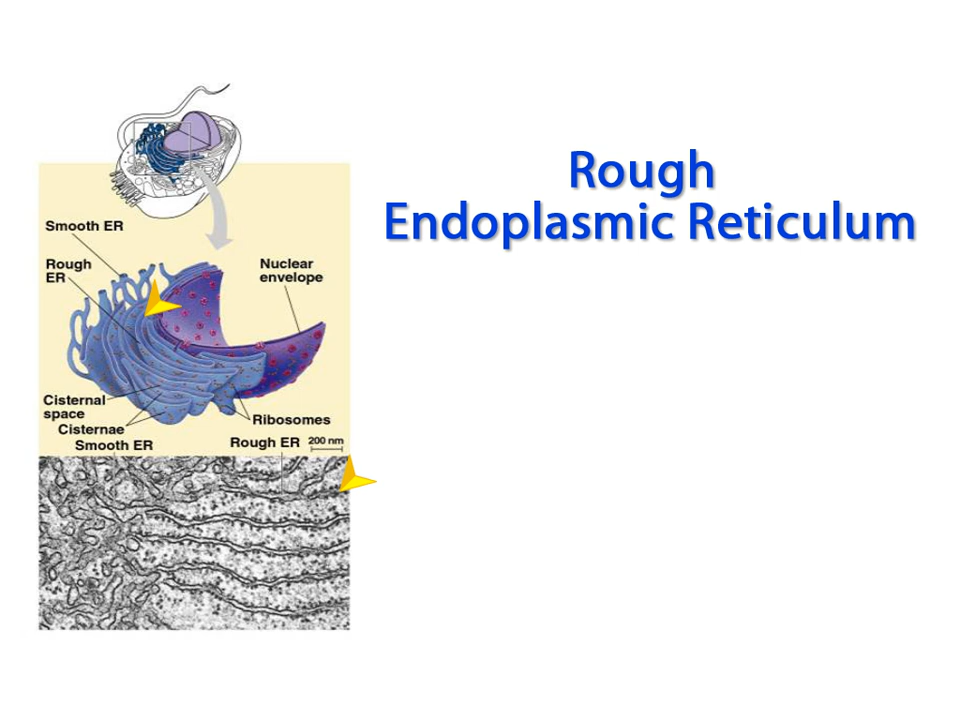 Rough
Endoplasmic Reticulum
Smooth ER
Rough
ER
Nuclear
envelope
Cisternal
space
Cisternae
Ribosomes
Smooth ER
Rough ER
200 nm